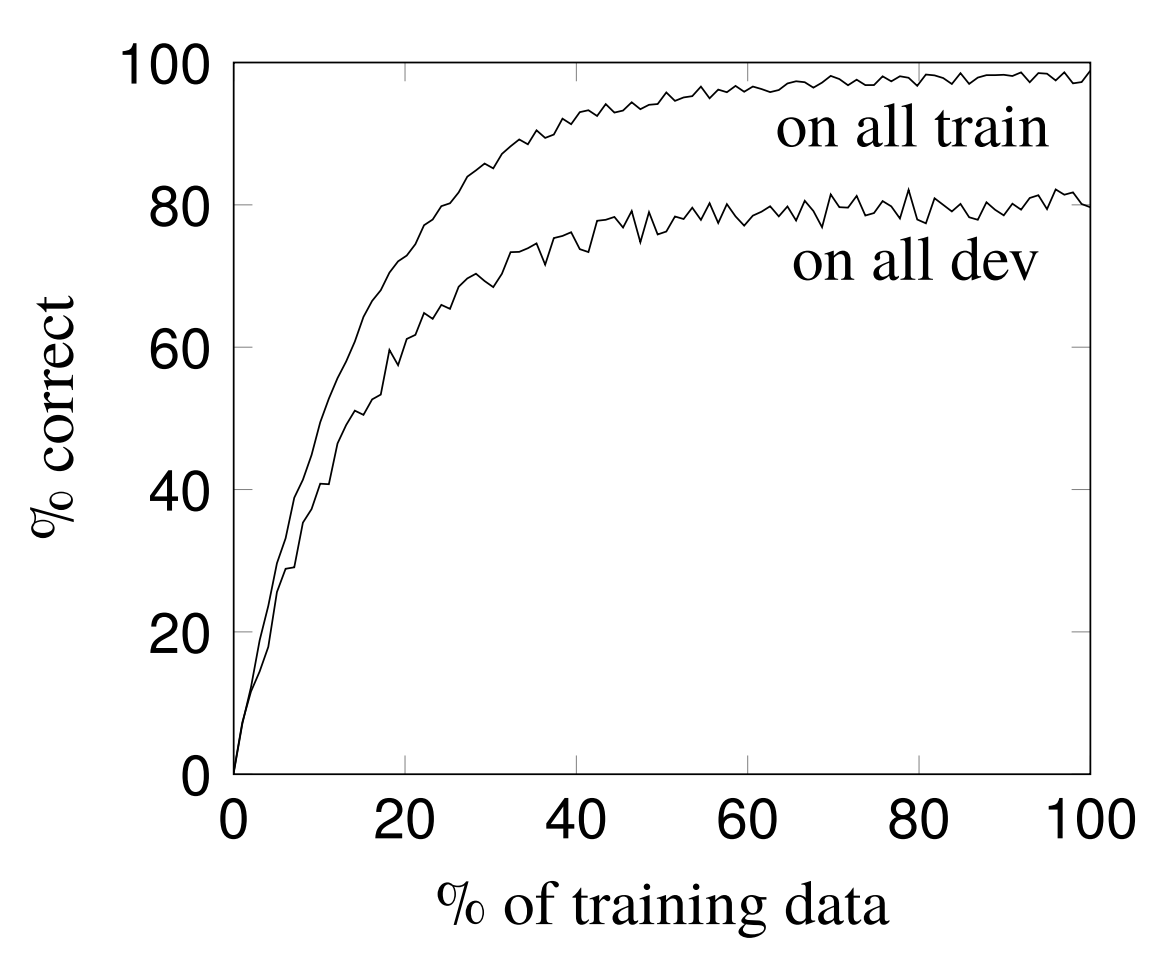 100
80
60
40
20
0
0 20 40 60 80 100
% correct
% of training data
on all train
on all dev